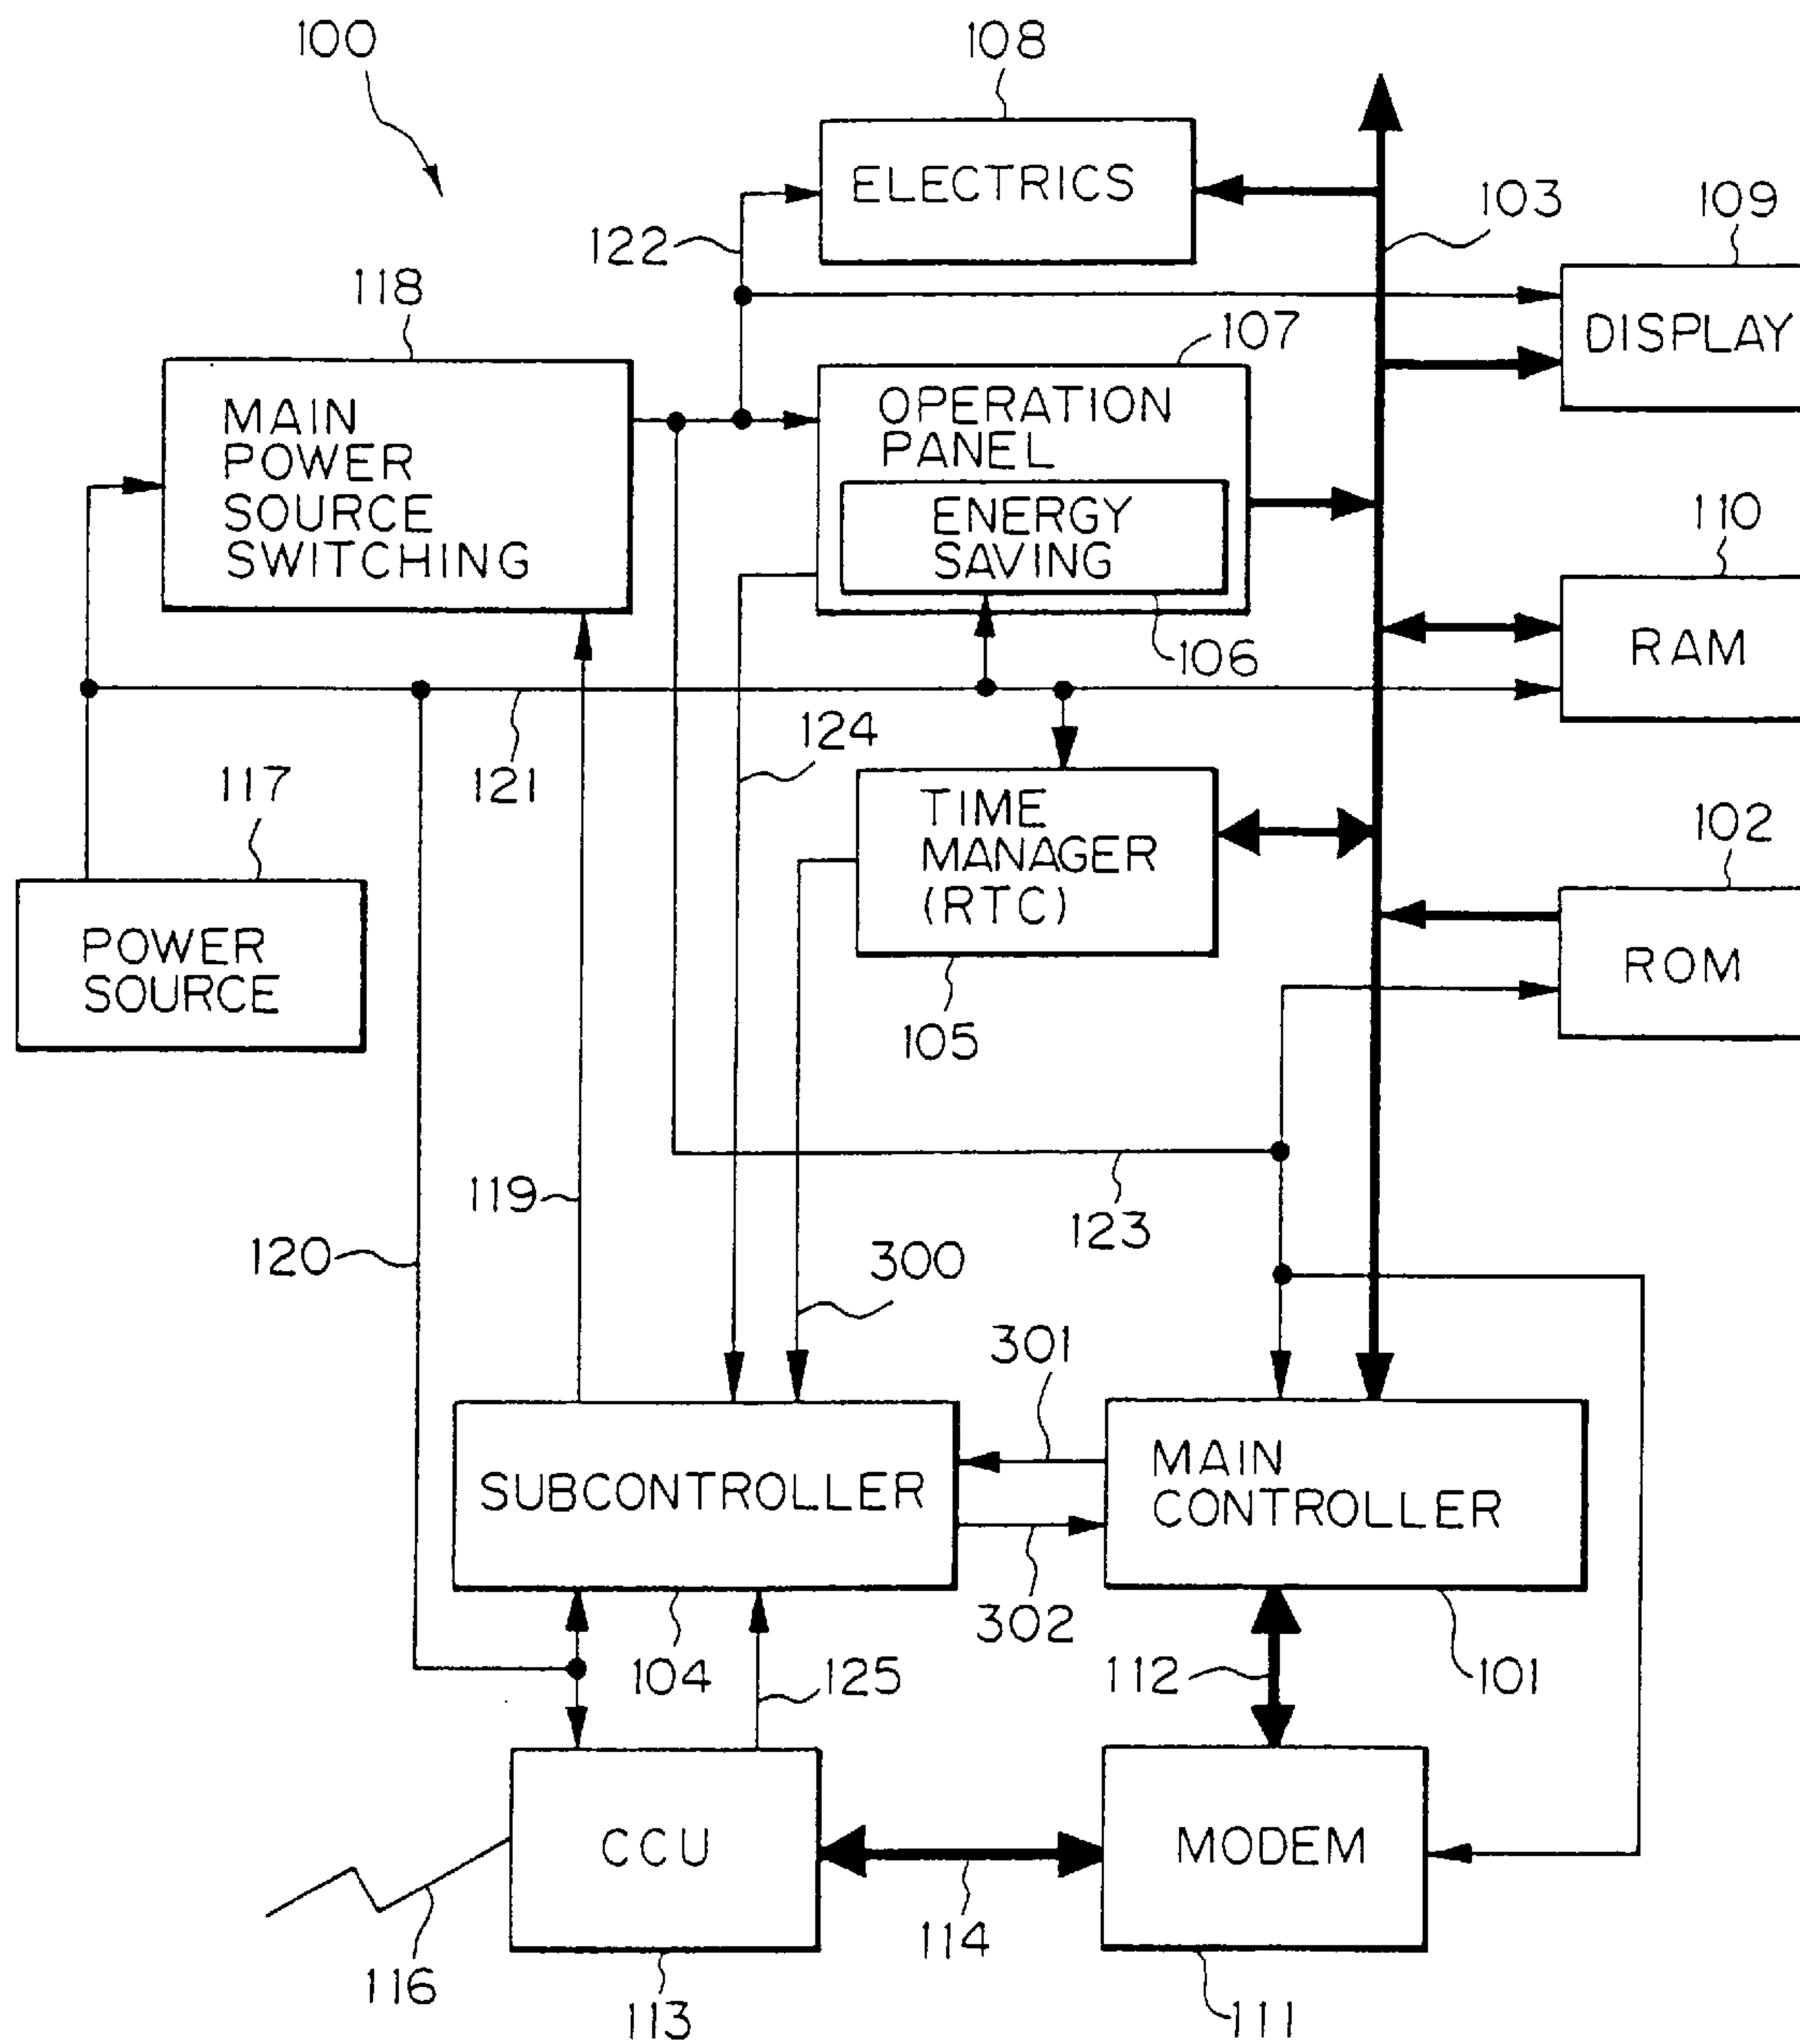 100
108
ELECTRICS
103
109
122
118
107
DISPLAY
MAIN
POWER
SOURCE
SWITCHING
OPERATION
PANEL
ENERGY
SAVING
110
106
RAM
124
121
117
TIME
MANAGER
(RTC)
102
POWER
SOURCE
ROM
105
119
123
120
300
301
SUBCONTROLLER
MAIN
CONTROLLER
302
104
125
112
101
CCU
MODEM
114
116
113
111